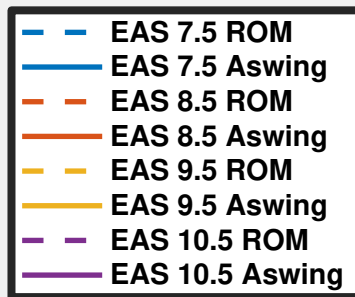 EAS 7.5 ROM
EAS 7.5 Aswing
EAS 8.5 ROM
EAS 8.5 Aswing
EAS 9.5 ROM
EAS 9.5 Aswing
EAS 10.5 ROM
EAS 10.5 Aswing